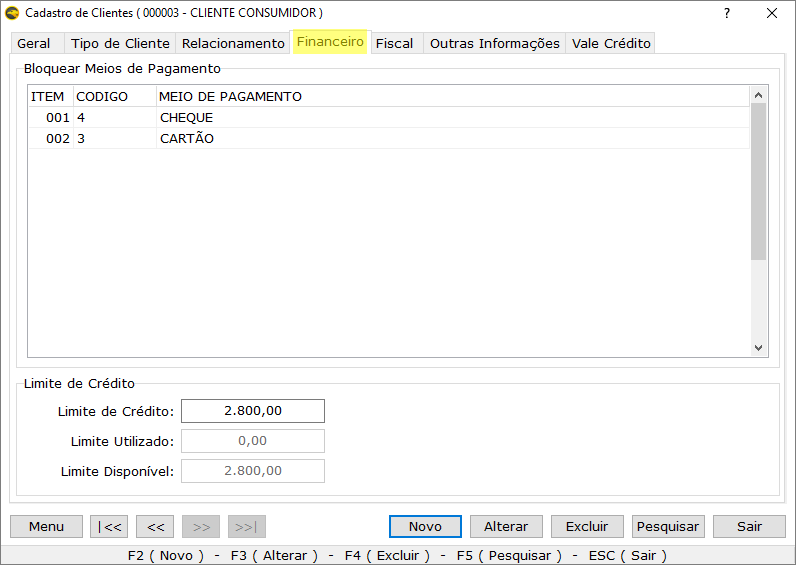 Cadastro de Clientes ( 000003 - CLIENTE CONSUMIDOR )  ?
Geral  Tipo de Cliente  Relacionamento  Financeiro  Fiscal  Outras Informações  Vale Crédito
Bloquear Meios de Pagamento
ITEM  CODIGO  MEIO DE PAGAMENTO
001  4  CHEQUE
002  3  CARTÃO
Limite de Crédito
Limite de Crédito:  2.800,00
Limite Utilizado:  0,00
Limite Disponível:  2.800,00
Menu  |<<  <<  >>  >>|  Novo  Alterar  Excluir  Pesquisar  Sair
F2 ( Novo )  -  F3 ( Alterar )  -  F4 ( Excluir )  -  F5 ( Pesquisar )  -  ESC ( Sair )